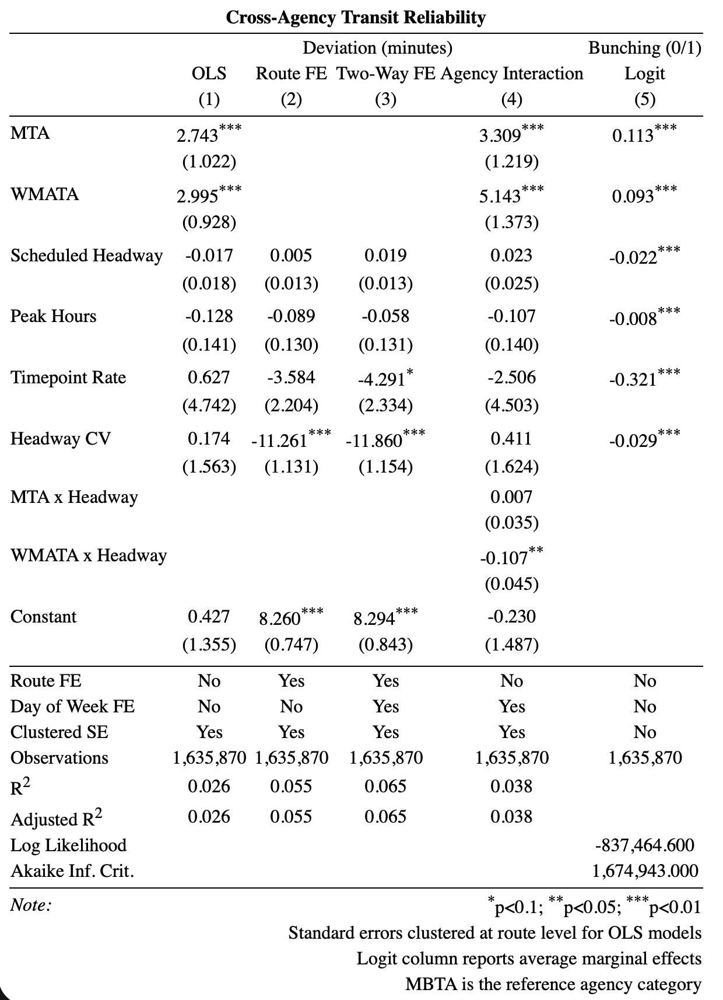 Cross-Agency Transit Reliability
Deviation (minutes) Bunching (0/1)
OLS Route FE Two-Way FE Agency Interaction Logit
(1) (2) (3) (4) (5)
MTA 2.743*** 3.309*** 0.113***
(1.022) (1.219)
WMATA 2.995*** 5.143*** 0.093***
(0.928) (1.373)
Scheduled Headway -0.017 0.005 0.019 0.023 -0.022***
(0.018) (0.013) (0.013) (0.025)
Peak Hours -0.128 -0.089 -0.058 -0.107 -0.008***
(0.141) (0.130) (0.131) (0.140)
Timepoint Rate 0.627 -3.584 -4.291* -2.506 -0.321***
(4.742) (2.204) (2.334) (4.503)
Headway CV 0.174 -11.261*** -11.860*** 0.411 -0.029***
(1.563) (1.131) (1.154) (1.624)
MTA x Headway 0.007
(0.035)
WMATA x Headway -0.107**
(0.045)
Constant 0.427 8.260*** 8.294*** -0.230
(1.355) (0.747) (0.843) (1.487)
Route FE No Yes Yes No No
Day of Week FE No No Yes Yes No
Clustered SE Yes Yes Yes Yes No
Observations 1,635,870 1,635,870 1,635,870 1,635,870 1,635,870
R2 0.026 0.055 0.065 0.038
Adjusted R2 0.026 0.055 0.065 0.038
Log Likelihood -837,464.600
Akaike Inf. Crit. 1,674,943.000
Note: *p<0.1; **p<0.05; ***p<0.01
Standard errors clustered at route level for OLS models
Logit column reports average marginal effects
MBTA is the reference agency category